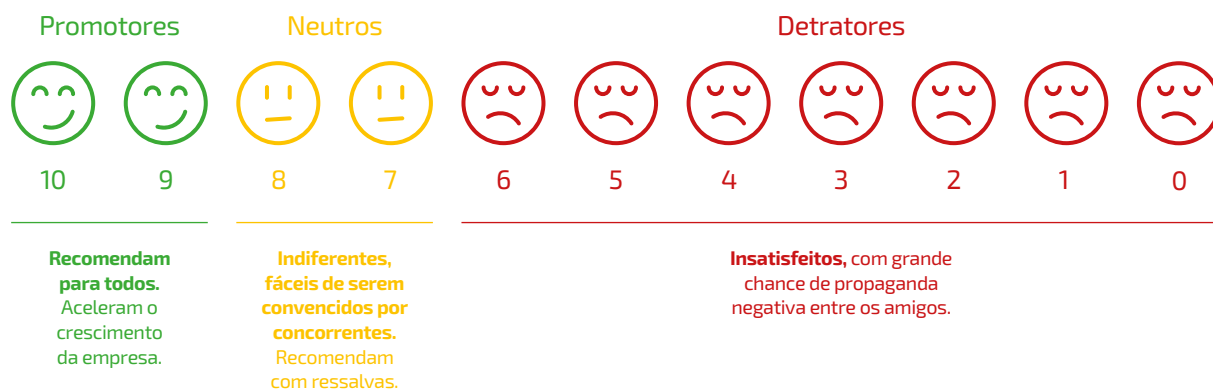 Promotores
Neutros
Detratores
10
9
8
7
6
5
4
3
2
1
0
Recomendam
para todos.
Aceleram o
crescimento
da empresa.
Indiferentes,
fáceis de serem
convencidos por
concorrentes.
Recomendam
com ressalvas.
Insatisfeitos, com grande
chance de propaganda
negativa entre os amigos.